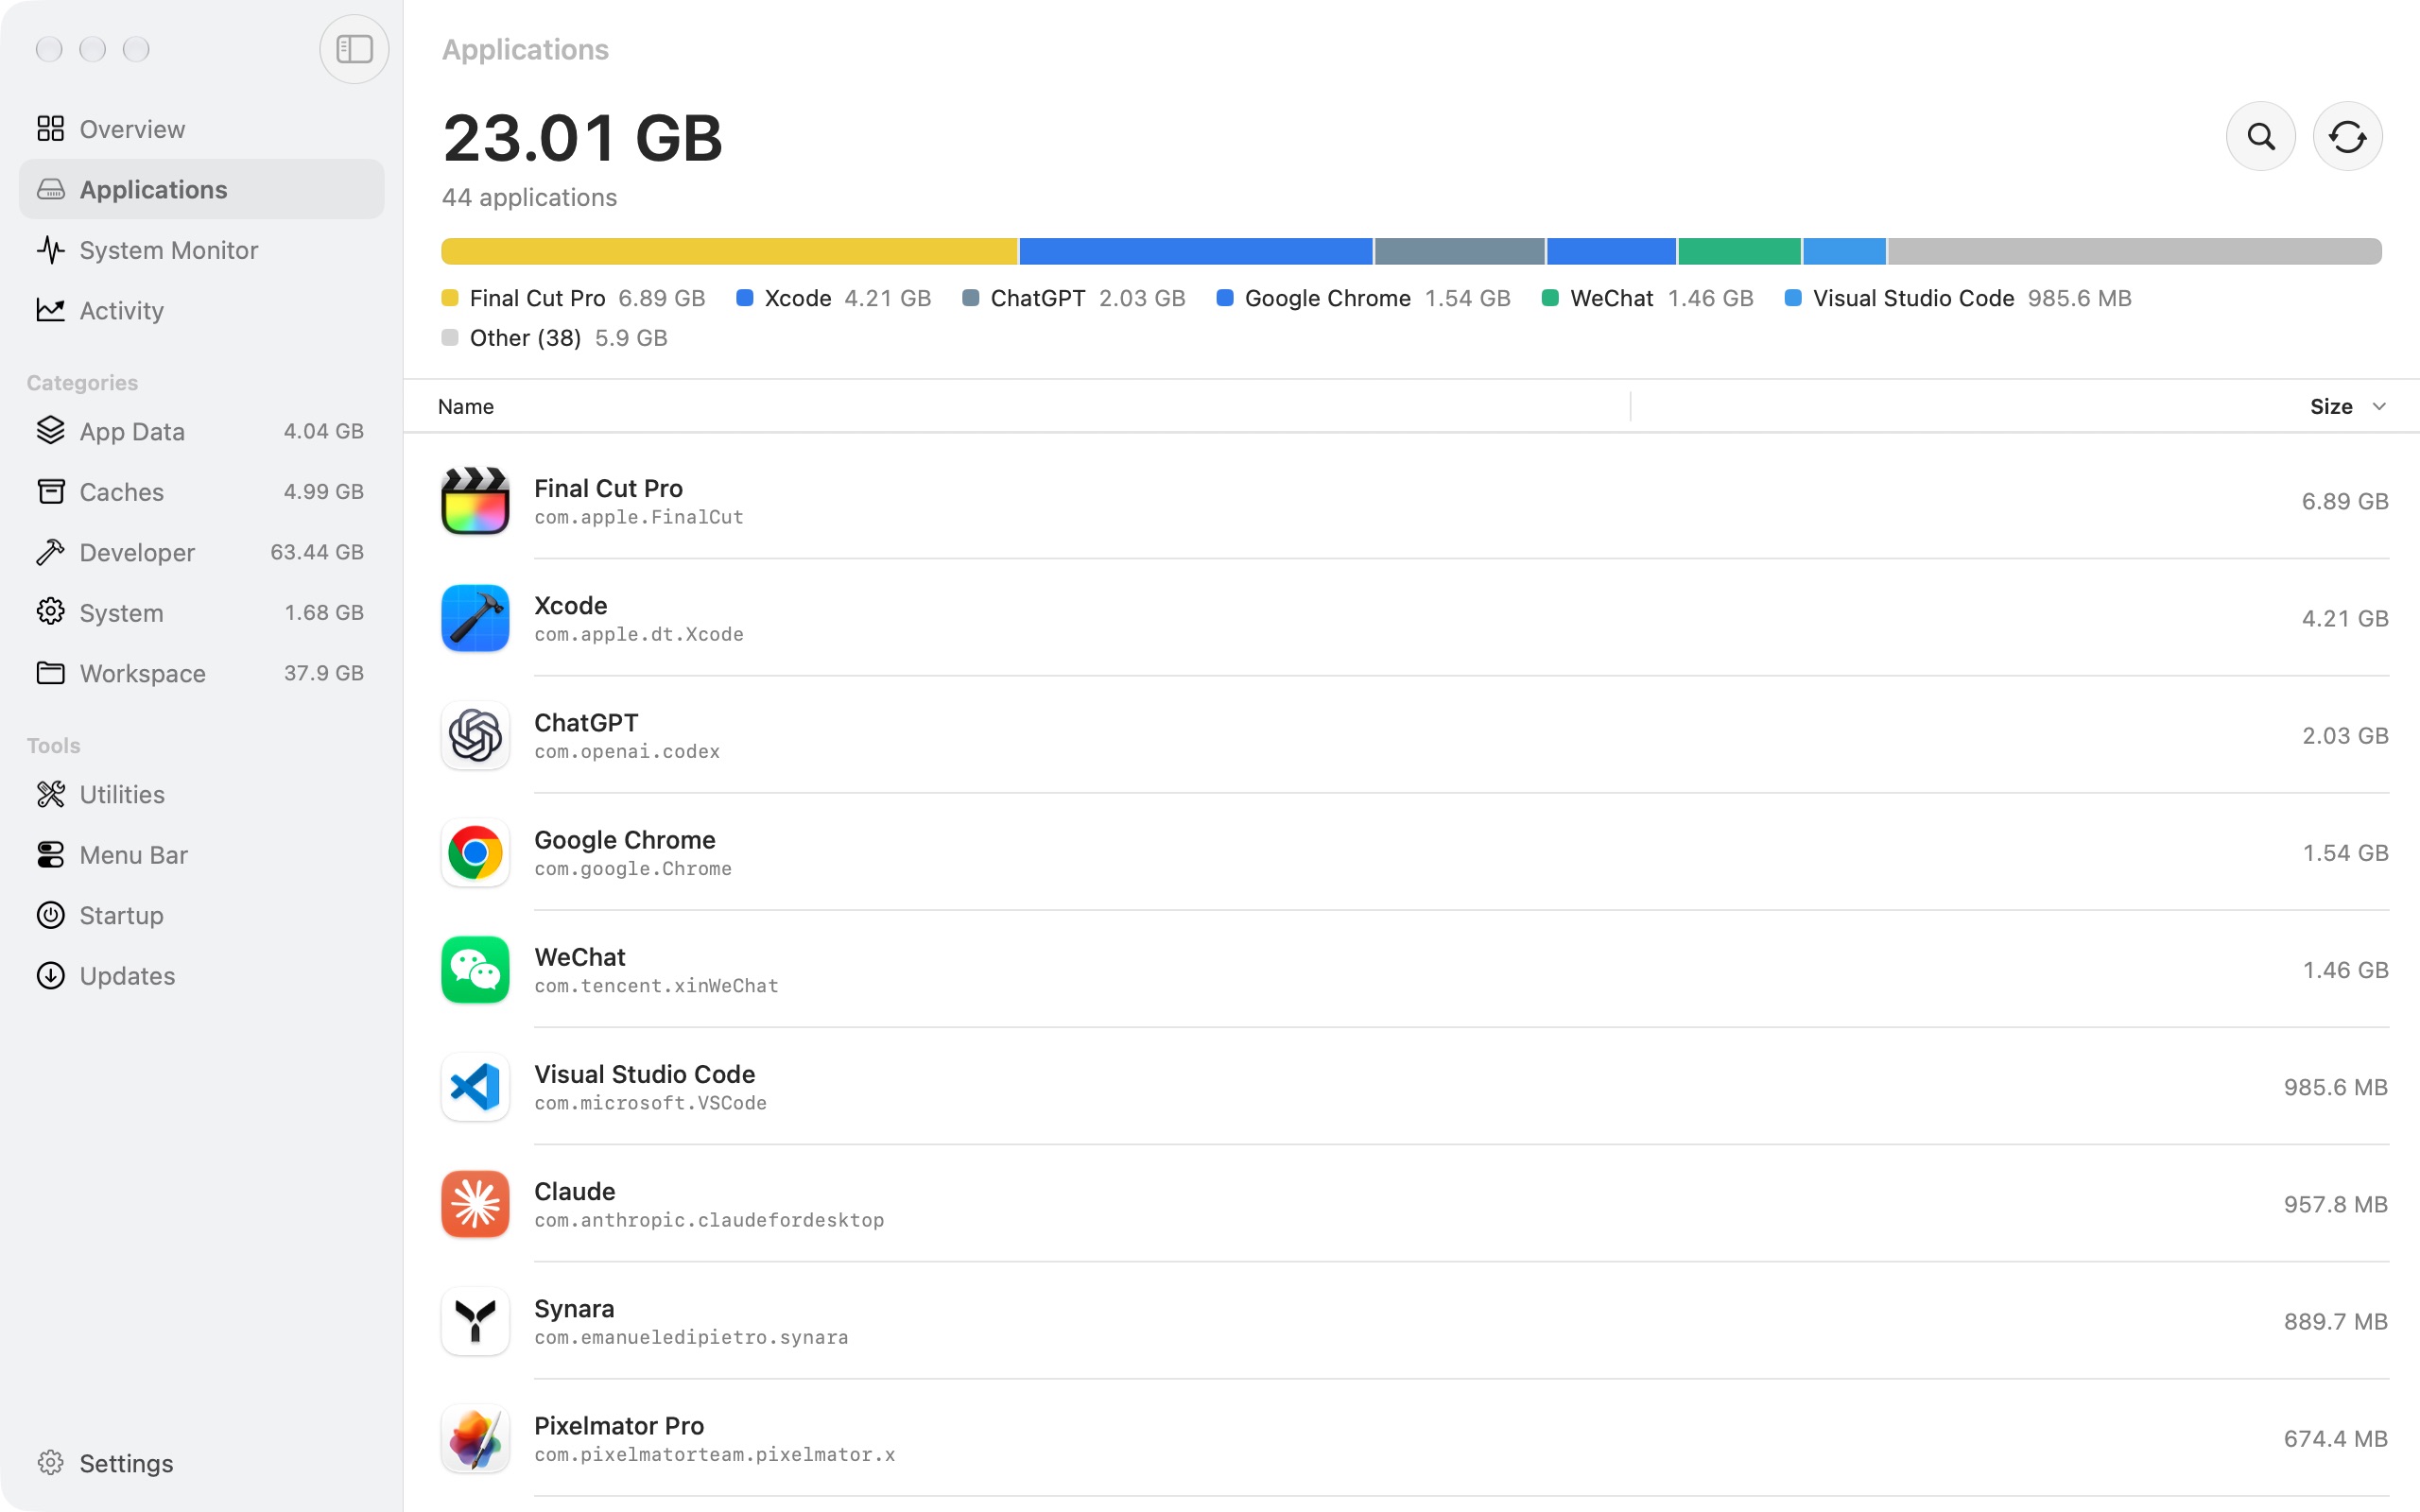 Applications
23.01 GB
44 applications
Final Cut Pro 6.89 GB Xcode 4.21 GB ChatGPT 2.03 GB Google Chrome 1.54 GB WeChat 1.46 GB Visual Studio Code 985.6 MB
Other (38) 5.9 GB
Overview
Applications
System Monitor
Activity
Categories
App Data 4.04 GB
Caches 4.99 GB
Developer 63.44 GB
System 1.68 GB
Workspace 37.9 GB
Tools
Utilities
Menu Bar
Startup
Updates
Settings
Name Size
Final Cut Pro
com.apple.FinalCut
6.89 GB
Xcode
com.apple.dt.Xcode
4.21 GB
ChatGPT
com.openai.codex
2.03 GB
Google Chrome
com.google.Chrome
1.54 GB
WeChat
com.tencent.xinWeChat
1.46 GB
Visual Studio Code
com.microsoft.VSCode
985.6 MB
Claude
com.anthropic.claudefordesktop
957.8 MB
Synara
com.emanueledipietro.synara
889.7 MB
Pixelmator Pro
com.pixelmatorteam.pixelmator.x
674.4 MB